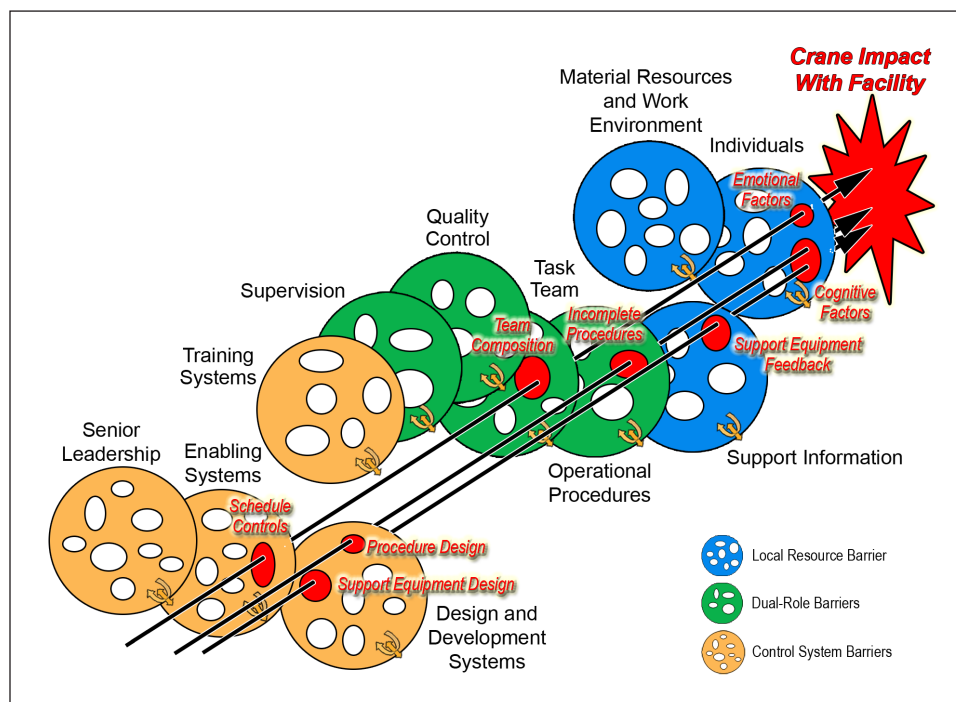 Crane Impact
With Facility
Material Resources
and Work
Environment
Individuals
Emotional
Factors
Quality
Control
Task
Team
Supervision
Cognitive
Factors
Team
Composition
Incomplete
Procedures
Support Equipment
Feedback
Training
Systems
Senior
Leadership
Enabling
Systems
Operational
Procedures
Support Information
Schedule
Controls
Procedure Design
Support Equipment Design
Design and
Development
Systems
Local Resource Barrier
Dual-Role Barriers
Control System Barriers